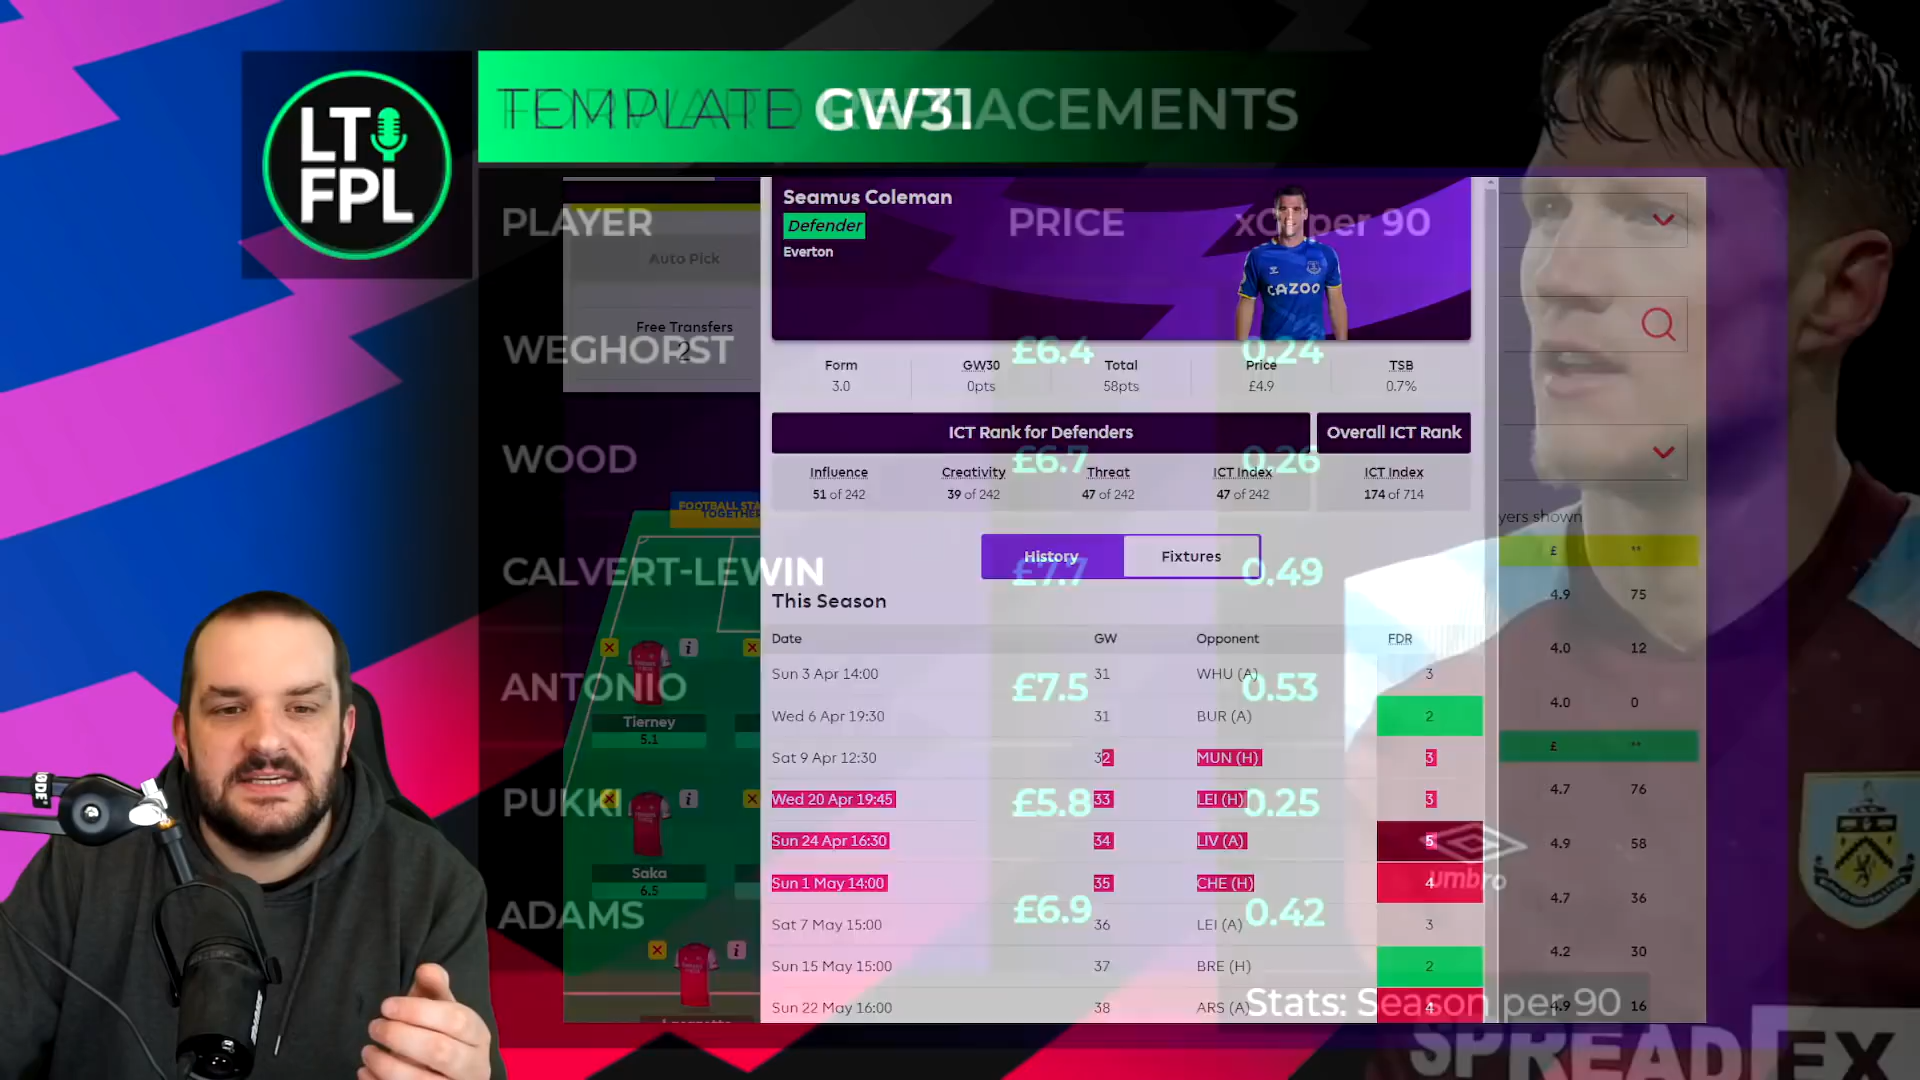 LT
FPL
TEMPLATE GW31
FORWARD REPLACEMENTS
PLAYER PRICE xG per 90
WEGHORST £6.4 0.24
WOOD £6.7 0.26
CALVERT-LEWIN £7.7 0.49
ANTONIO £7.5 0.53
PUKKI £5.8 0.25
ADAMS £6.9 0.42
Stats: Season per 90
Auto Pick
Free Transfers
2
FOOTBALL STA
TOGETHER
Tierney
5.1
Saka
6.5
Seamus Coleman
Defender
Everton
CAZOO
Form GW30 Total Price TSB
3.0 0pts 58pts £4.9 0.7%
ICT Rank for Defenders Overall ICT Rank
Influence Creativity Threat ICT Index ICT Index
51 of 242 39 of 242 47 of 242 47 of 242 174 of 714
History Fixtures
This Season
Date GW Opponent FDR
Sun 3 Apr 14:00 31 WHU (A) 3
Wed 6 Apr 19:30 31 BUR (A) 2
Sat 9 Apr 12:30 32 MUN (H) 3
Wed 20 Apr 19:45 33 LEI (H) 3
Sun 24 Apr 16:30 34 LIV (A) 5
Sun 1 May 14:00 35 CHE (H) 4
Sat 7 May 15:00 36 LEI (A) 3
Sun 15 May 15:00 37 BRE (H) 2
Sun 22 May 16:00 38 ARS (A) 4
yers shown
£ **
4.9 75
4.0 12
4.0 0
£ **
4.7 76
4.9 58
4.7 36
4.2 30
4.9 16
umbro
SPREADEX